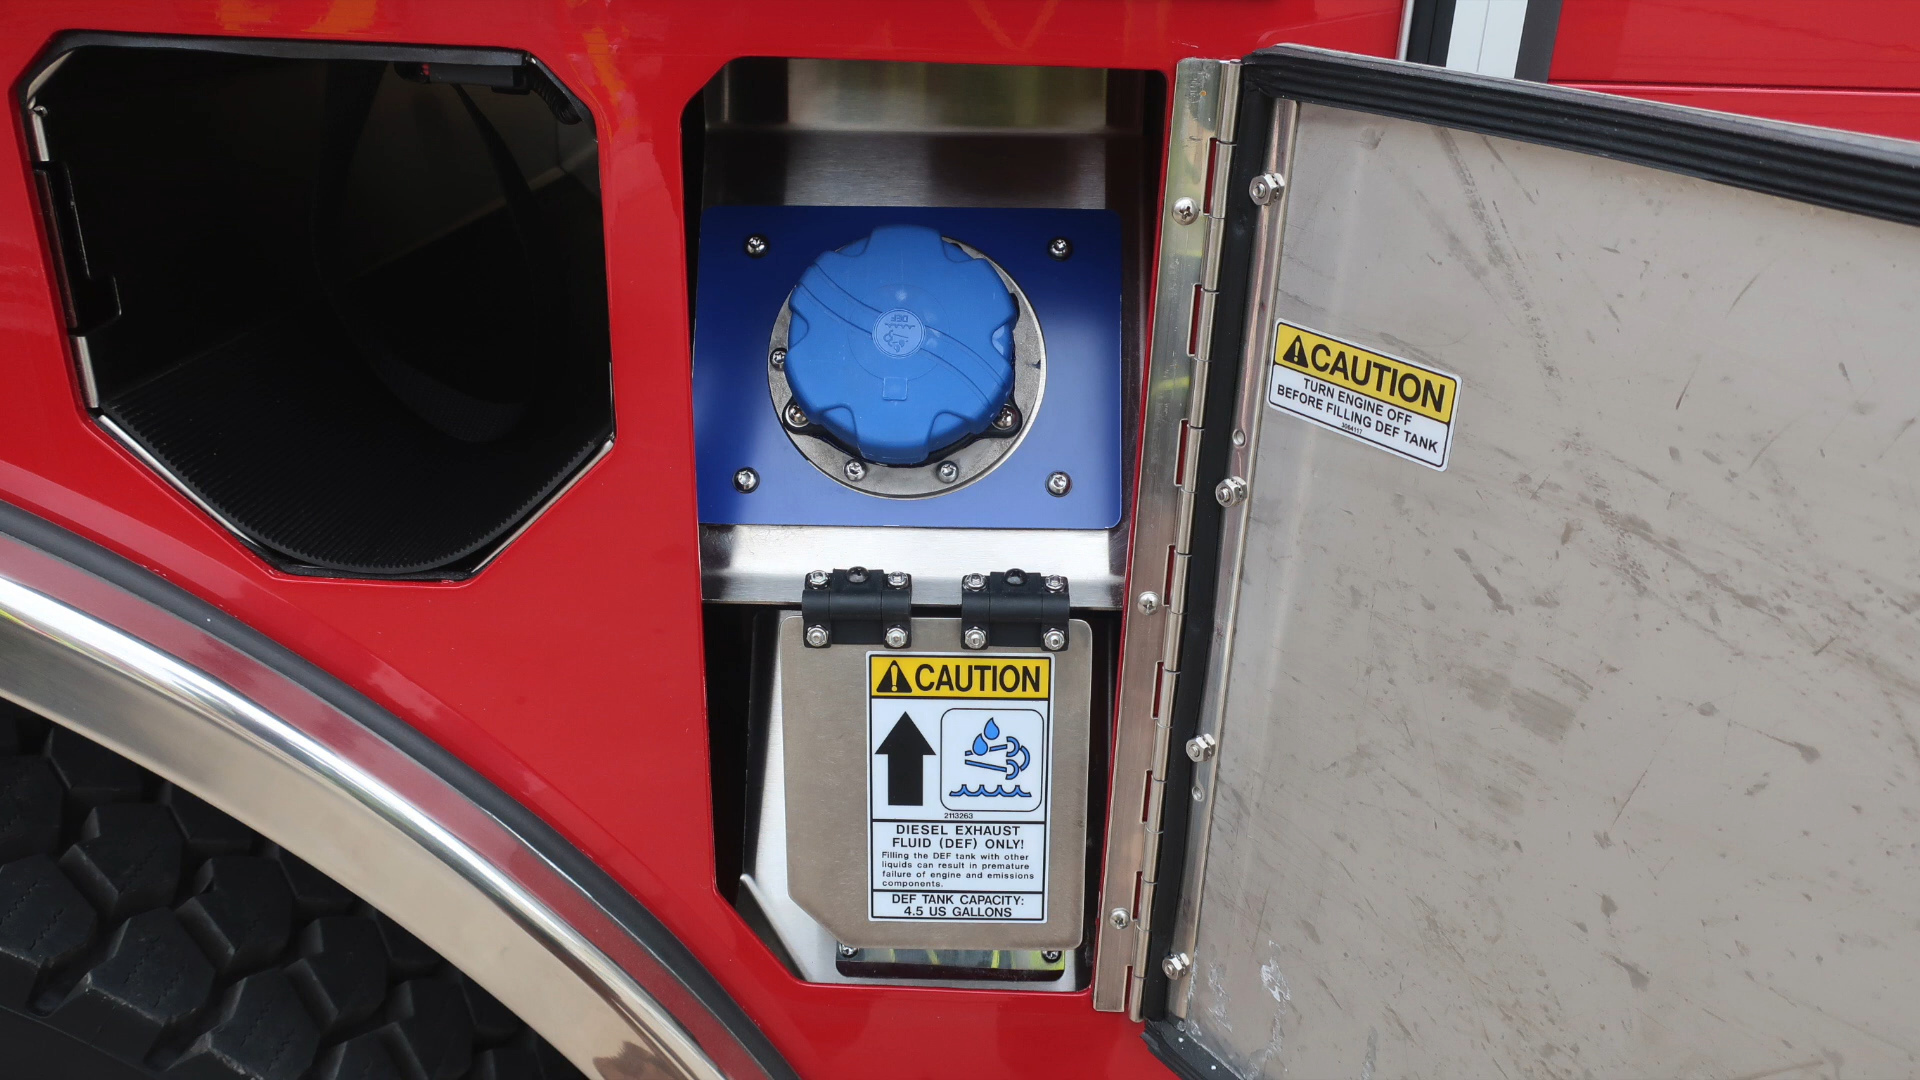 DEF
CAUTION
TURN ENGINE OFF
BEFORE FILLING DEF TANK
3084117
CAUTION
2113263
DIESEL EXHAUST
FLUID (DEF) ONLY!
Filling the DEF tank with other
liquids can result in premature
failure of engine and emissions
components.
DEF TANK CAPACITY:
4.5 US GALLONS